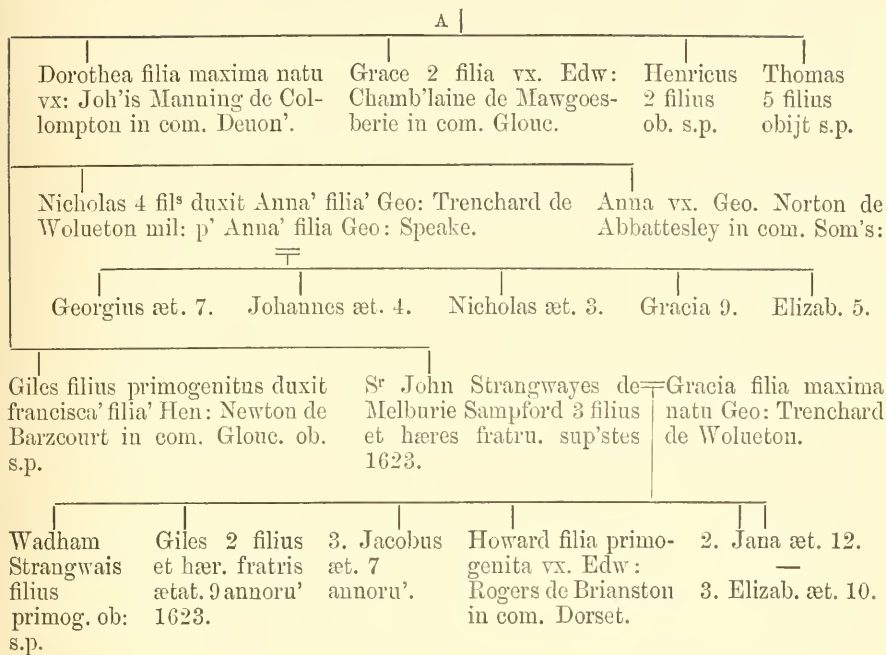 A
Dorothea filia maxima natu
vx: Joh'is Manning de Col-
lompton in com. Deuon'.
Grace 2 filia vx. Edw:
Chamb'laine de Mawgoes-
berie in com. Glouc.
Henricus
2 filius
ob. s.p.
Thomas
5 filius
obijt s.p.
Nicholas 4 filˢ duxit Anna' filia' Geo: Trenchard de
Wolueton mil: p' Anna' filia Geo: Speake.
Anna vx. Geo. Norton de
Abbattesley in com. Som's:
Georgius æt. 7.
Johannes æt. 4.
Nicholas æt. 3.
Gracia 9.
Elizab. 5.
Giles filius primogenitus duxit
francisca' filia' Hen: Newton de
Barzcourt in com. Glouc. ob.
s.p.
Sʳ John Strangwayes de
Melburie Sampford 3 filius
et hæres fratru. sup'stes
1623.
Gracia filia maxima
natu Geo: Trenchard
de Wolueton.
Wadham
Strangwais
filius
primog. ob:
s.p.
Giles 2 filius
et hær. fratris
ætat. 9 annoru'
1623.
3. Jacobus
æt. 7
annoru'.
Howard filia primo-
genita vx. Edw:
Rogers de Brianston
in com. Dorset.
2. Jana æt. 12.
—
3. Elizab. æt. 10.